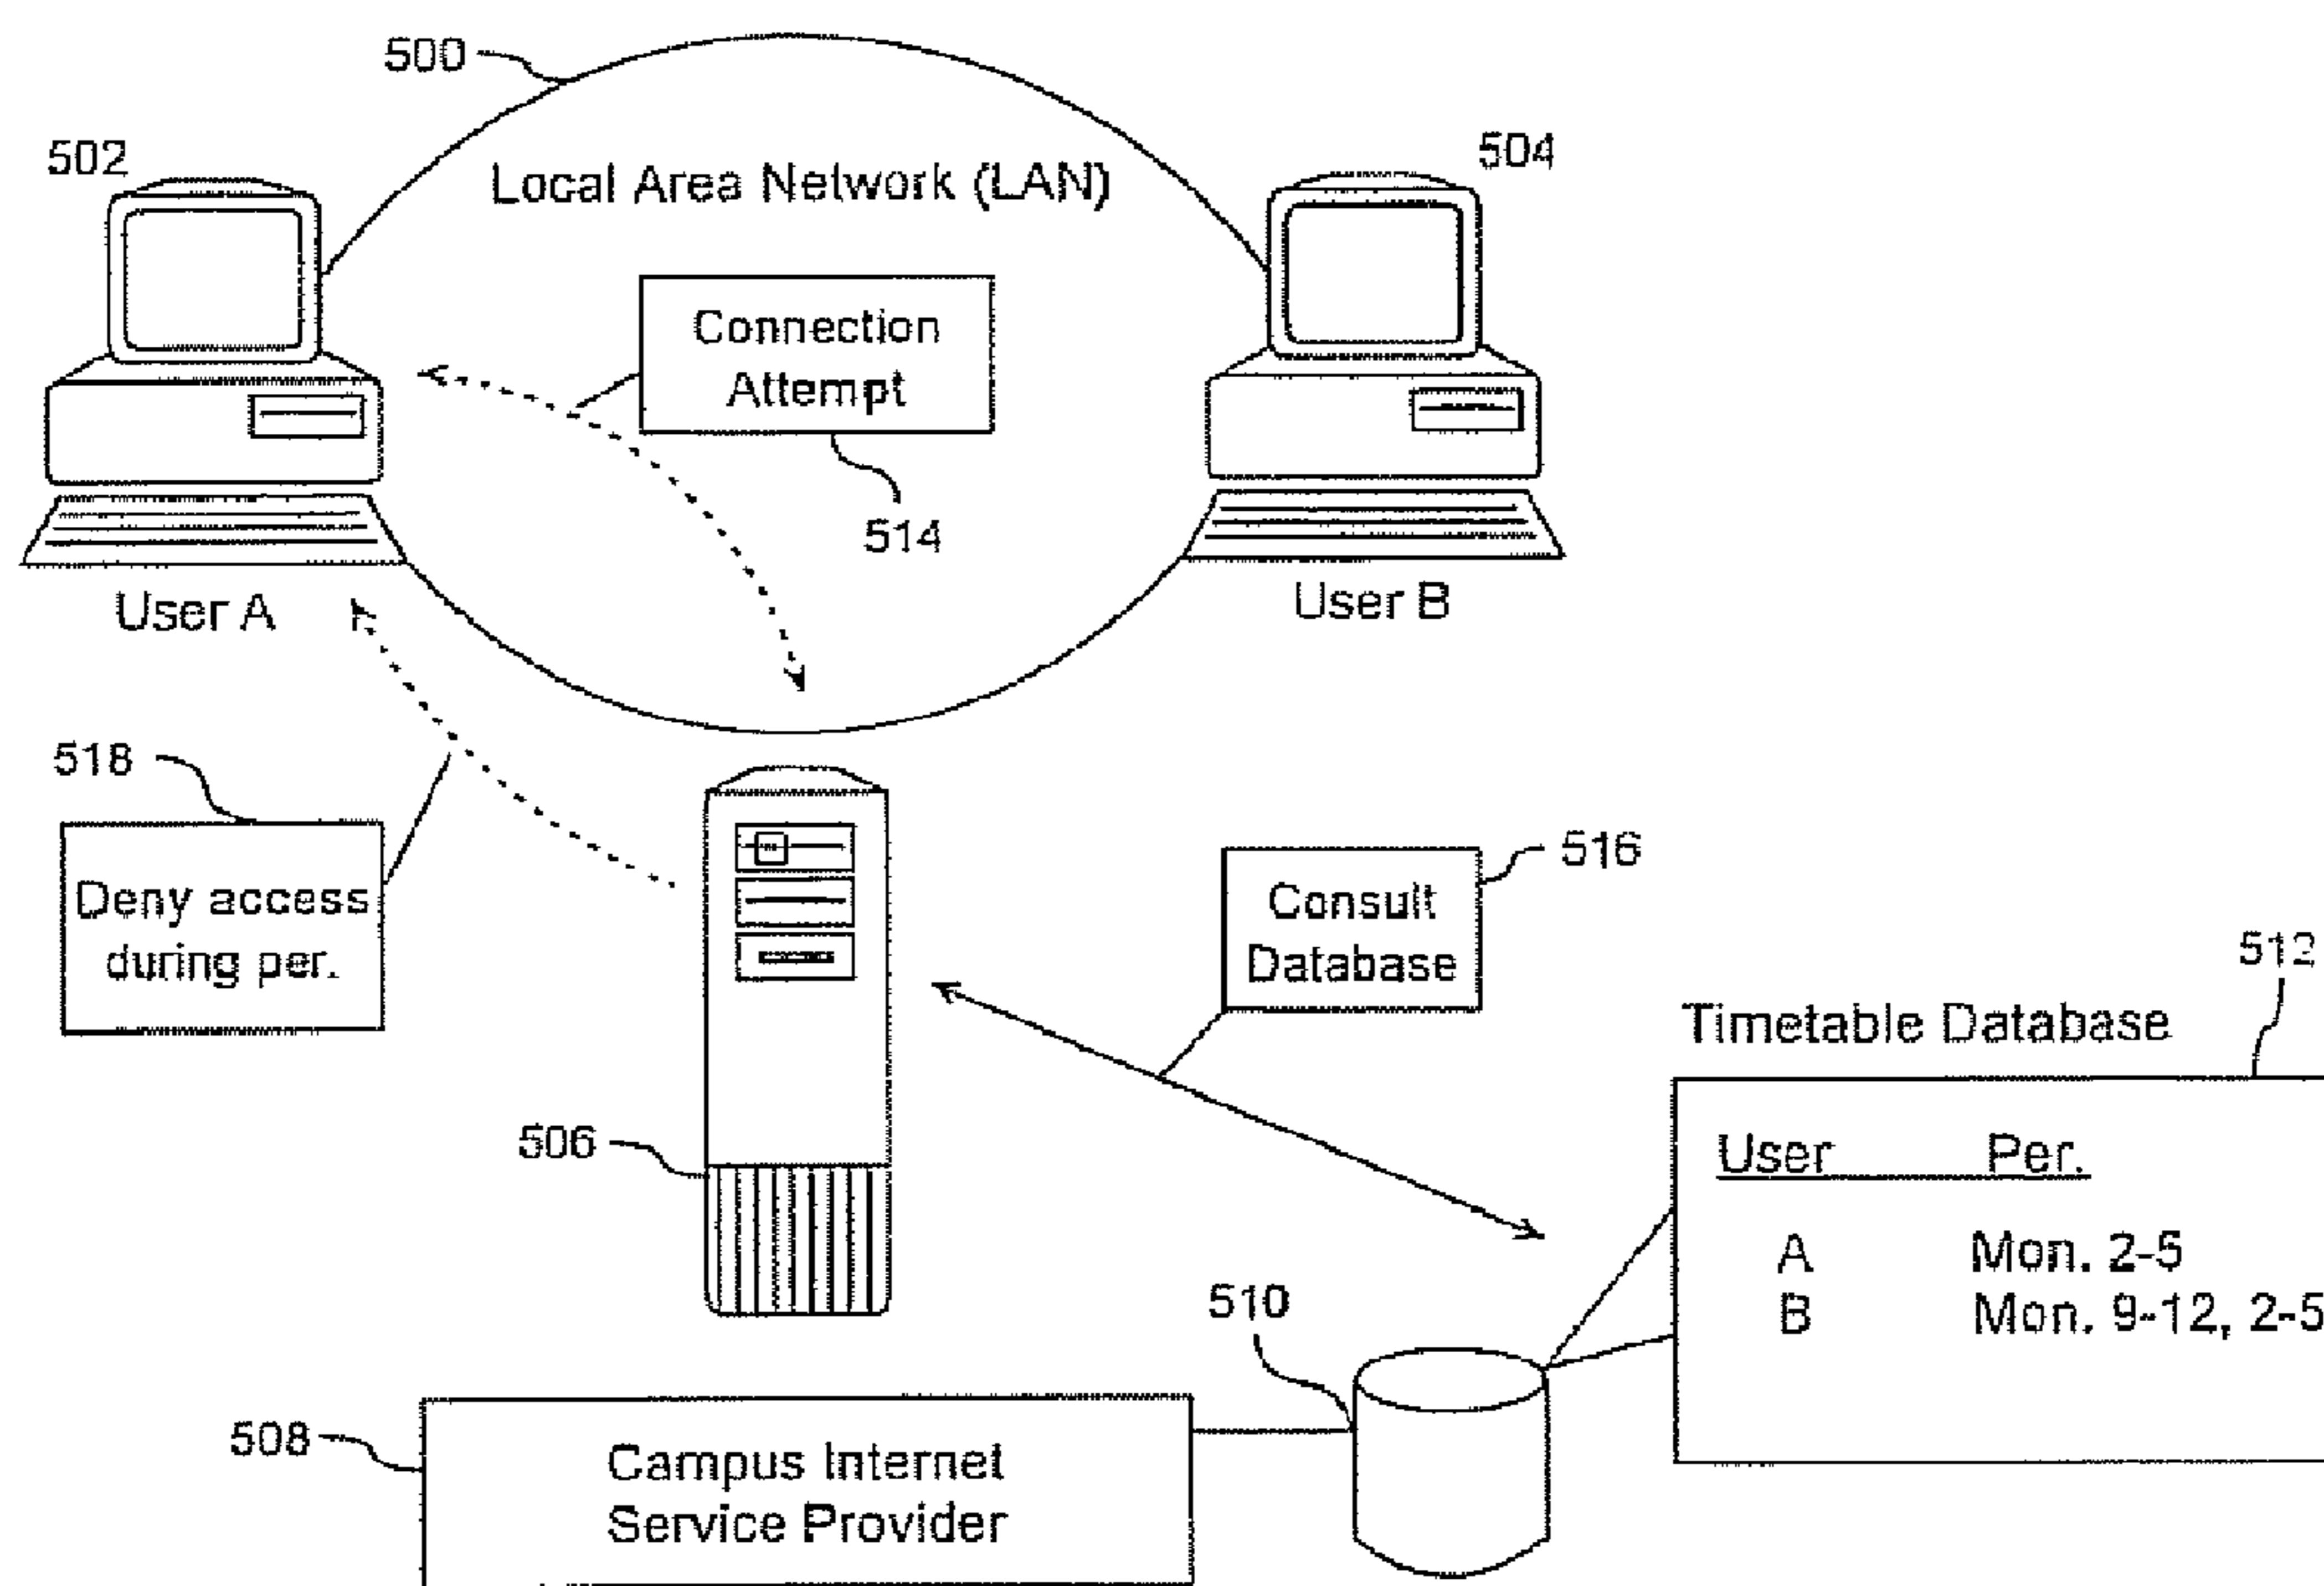 500
502
504
Local Area Network (LAN)
Connection
Attempt
514
User A
User B
518
Deny access
during per.
516
Consult
Database
512
Timetable Database
506
User Per.
A Mon. 2-5
B Mon. 9-12, 2-5
510
508
Campus Internet
Service Provider